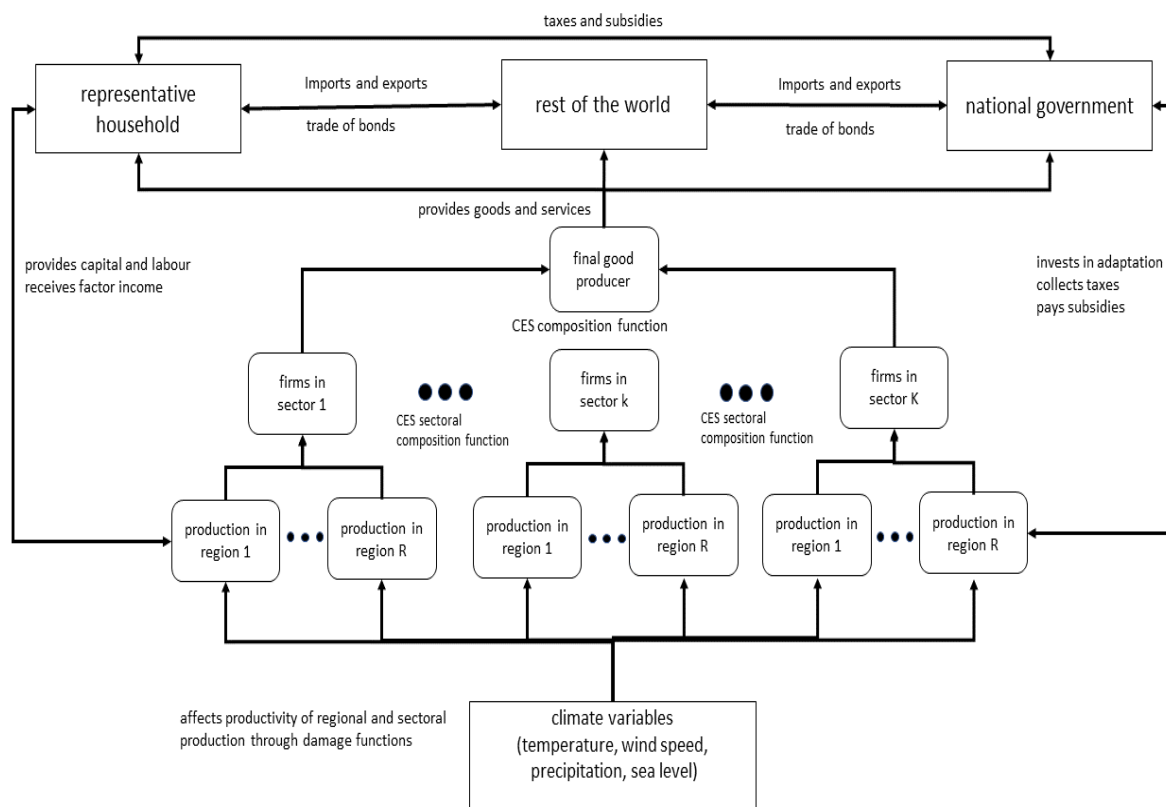 taxes and subsidies
representative
household
Imports and exports
trade of bonds
rest of the world
Imports and exports
trade of bonds
national government
provides goods and services
provides capital and labour
receives factor income
final good
producer
invests in adaptation
collects taxes
pays subsidies
CES composition function
firms in
sector 1
CES sectoral
composition function
firms in
sector k
CES sectoral
composition function
firms in
sector K
production in
region 1
production in
region R
production in
region 1
production in
region R
production in
region 1
production in
region R
affects productivity of regional and sectoral
production through damage functions
climate variables
(temperature, wind speed,
precipitation, sea level)